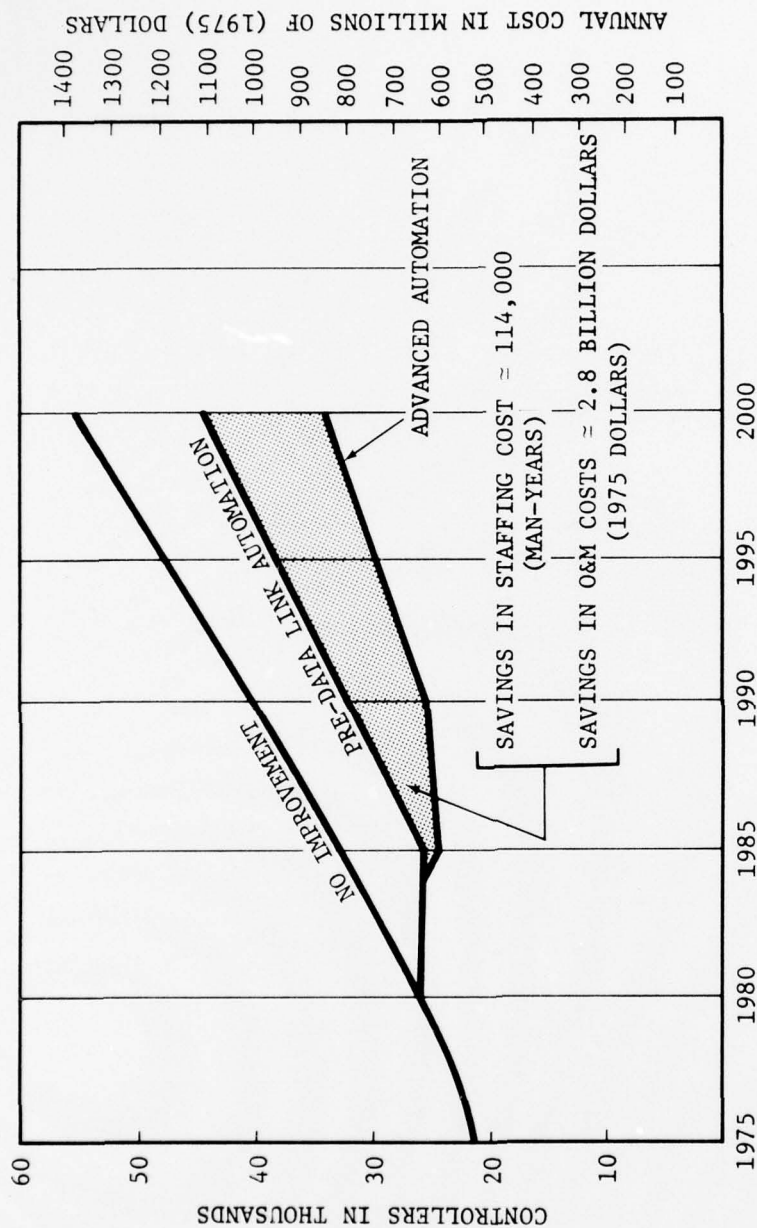 CONTROLLERS IN THOUSANDS
60
50
40
30
20
10
ANNUAL COST IN MILLIONS OF (1975) DOLLARS
1400
1300
1200
1100
1000
900
800
700
600
500
400
300
200
100
NO IMPROVEMENT
PRE-DATA LINK AUTOMATION
ADVANCED AUTOMATION
SAVINGS IN STAFFING COST ≃ 114,000
(MAN-YEARS)
SAVINGS IN O&M COSTS ≃ 2.8 BILLION DOLLARS
(1975 DOLLARS)
1975
1980
1985
1990
1995
2000